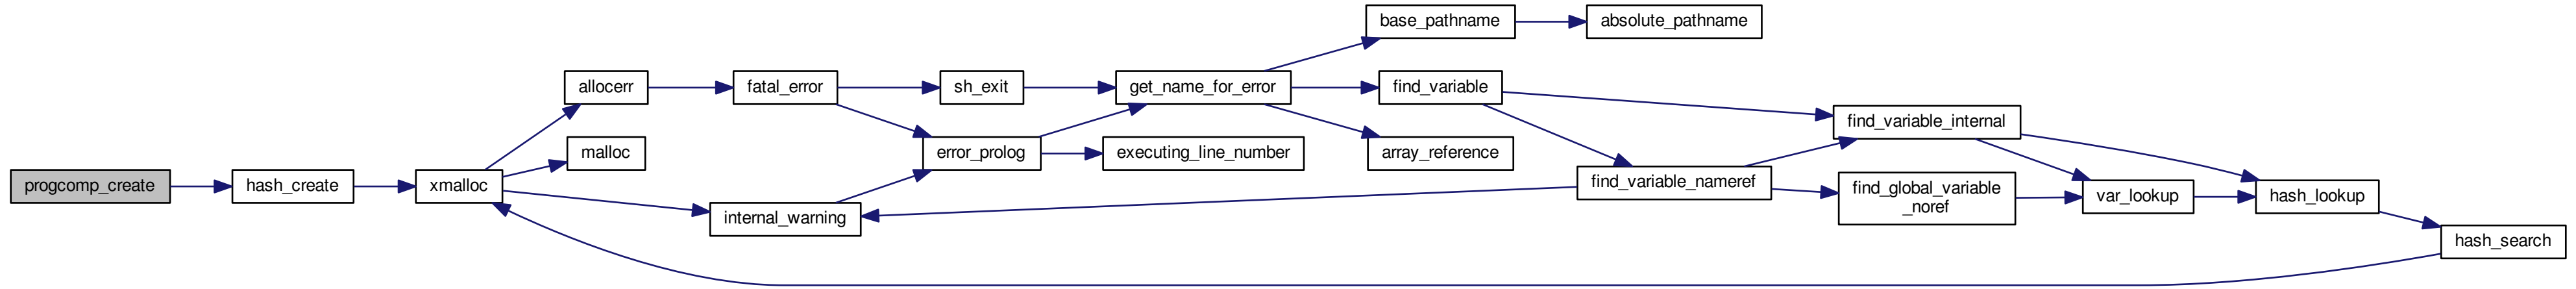 base_pathname
absolute_pathname
allocerr
fatal_error
sh_exit
get_name_for_error
find_variable
find_variable_internal
malloc
error_prolog
executing_line_number
array_reference
progcomp_create
hash_create
xmalloc
find_variable_nameref
find_global_variable
_noref
var_lookup
hash_lookup
internal_warning
hash_search